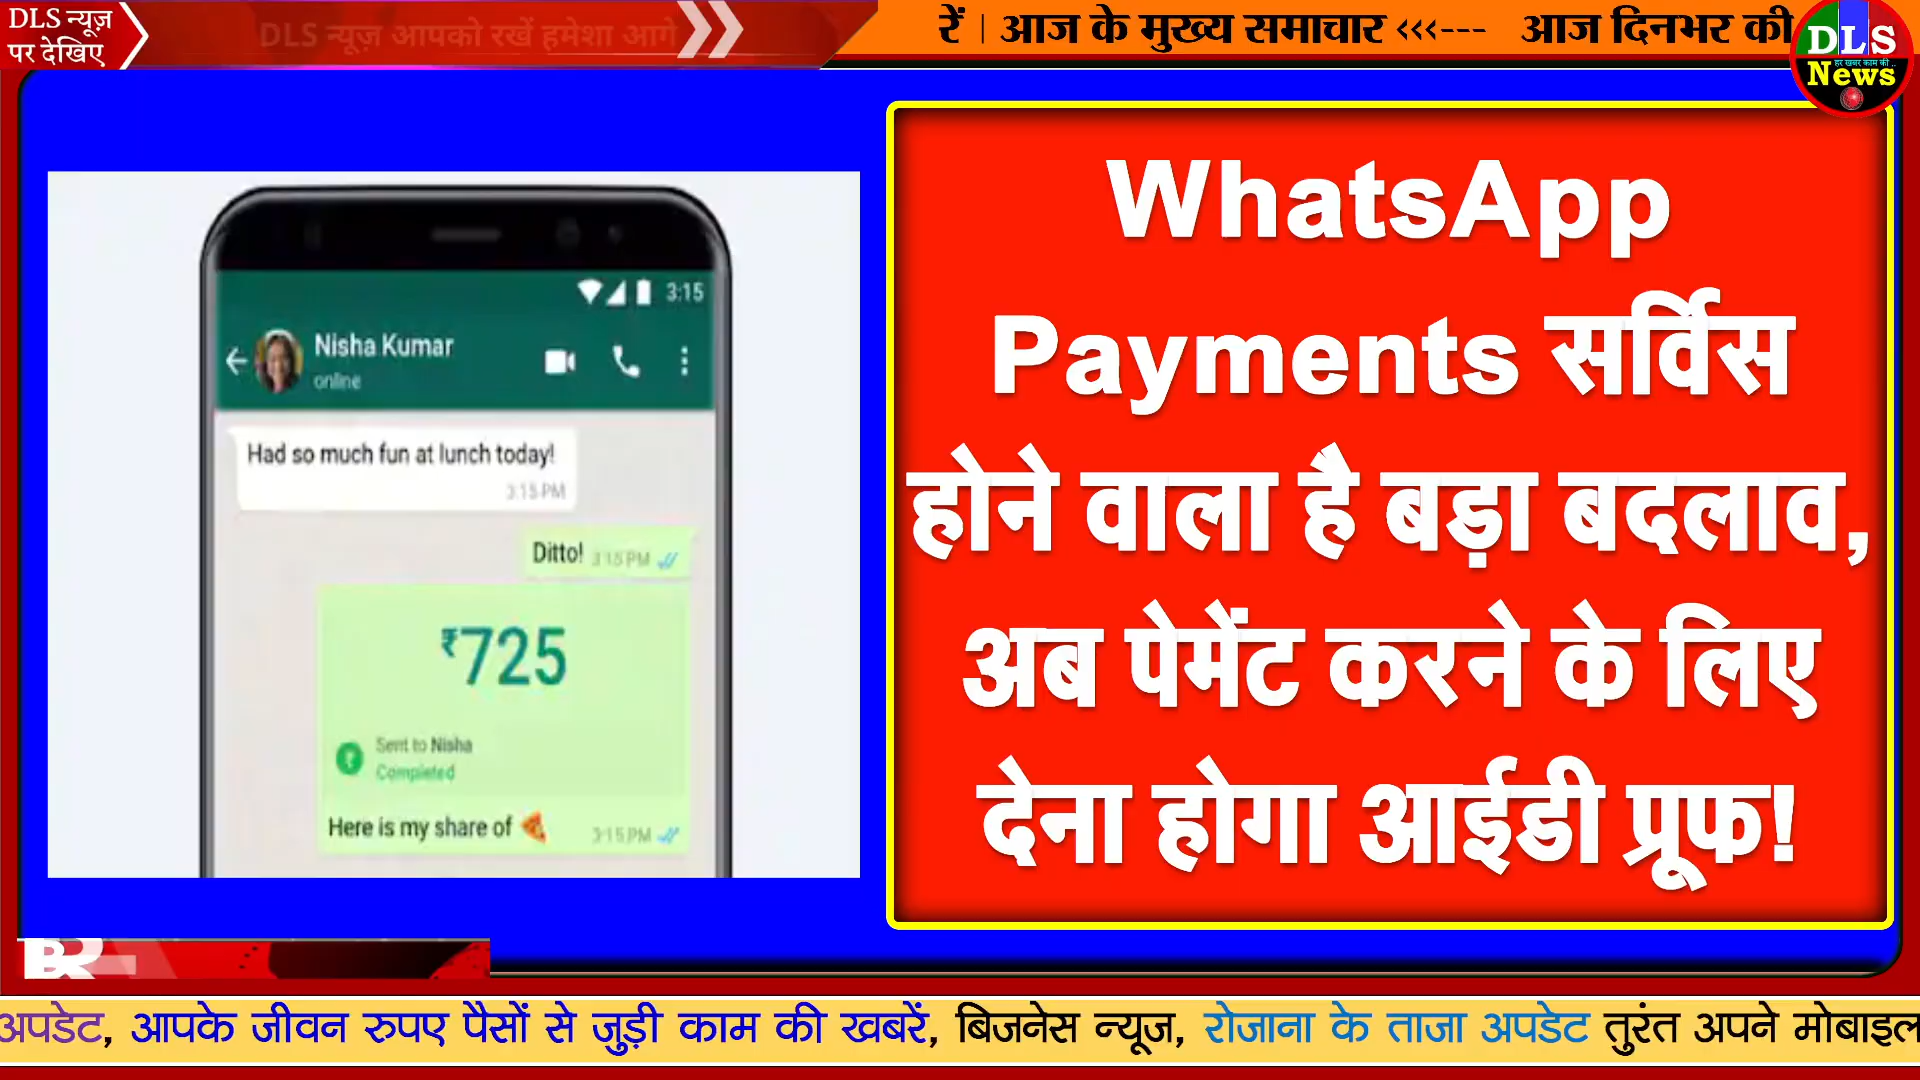 DLS न्यूज़
पर देखिए
DLS न्यूज़ आपको रखें हमेशा आगे
रें | आज के मुख्य समाचार <<<--- आज दिनभर की
DLS
हर खबर काम की ..
News
WhatsApp
Payments सर्विस
होने वाला है बड़ा बदलाव,
अब पेमेंट करने के लिए
देना होगा आईडी प्रूफ!
3:15
Nisha Kumar
online
Had so much fun at lunch today!
3:15 PM
Ditto! 3:15 PM
₹725
Sent to Nisha
Completed
Here is my share of 3:15 PM
अपडेट, आपके जीवन रुपए पैसों से जुड़ी काम की खबरें, बिजनेस न्यूज, रोजाना के ताजा अपडेट तुरंत अपने मोबाइल